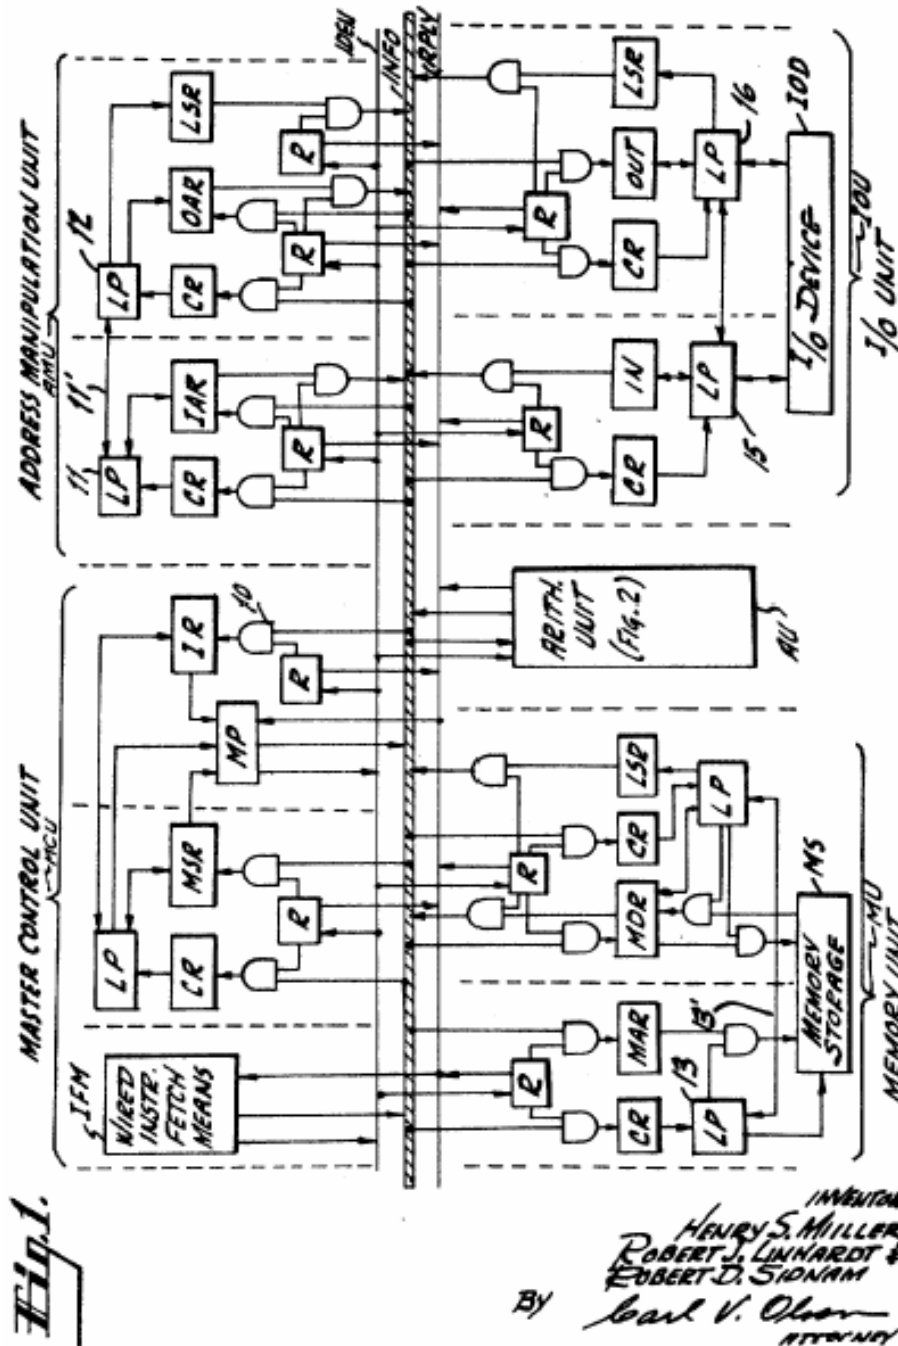 Fig.1.
MASTER CONTROL UNIT
MCU
ADDRESS MANIPULATION UNIT
AMU
IFM
WIRED
INSTR.
FETCH
MEANS
LP
CR
MSR
R
MP
IR
R
10
11
LP
11'
CR
IAR
R
12
LP
CR
OAR
LSR
R
R
IDEN
INFO
RPLY
R
CR
MAR
LP
13
13'
R
MOR
CR
LSR
LP
MEMORY
STORAGE
MS
MU
MEMORY UNIT
ARITH.
UNIT
(FIG. 2)
AU
R
CR
IN
LP
15
R
CR
OUT
LSR
LP
16
I/O DEVICE
IOD
IOU
I/O UNIT
HENRY S. MIILLER
ROBERT J. LINHARDT &
ROBERT D. SIDNAM
BY Carl V. Olson
ATTORNEY